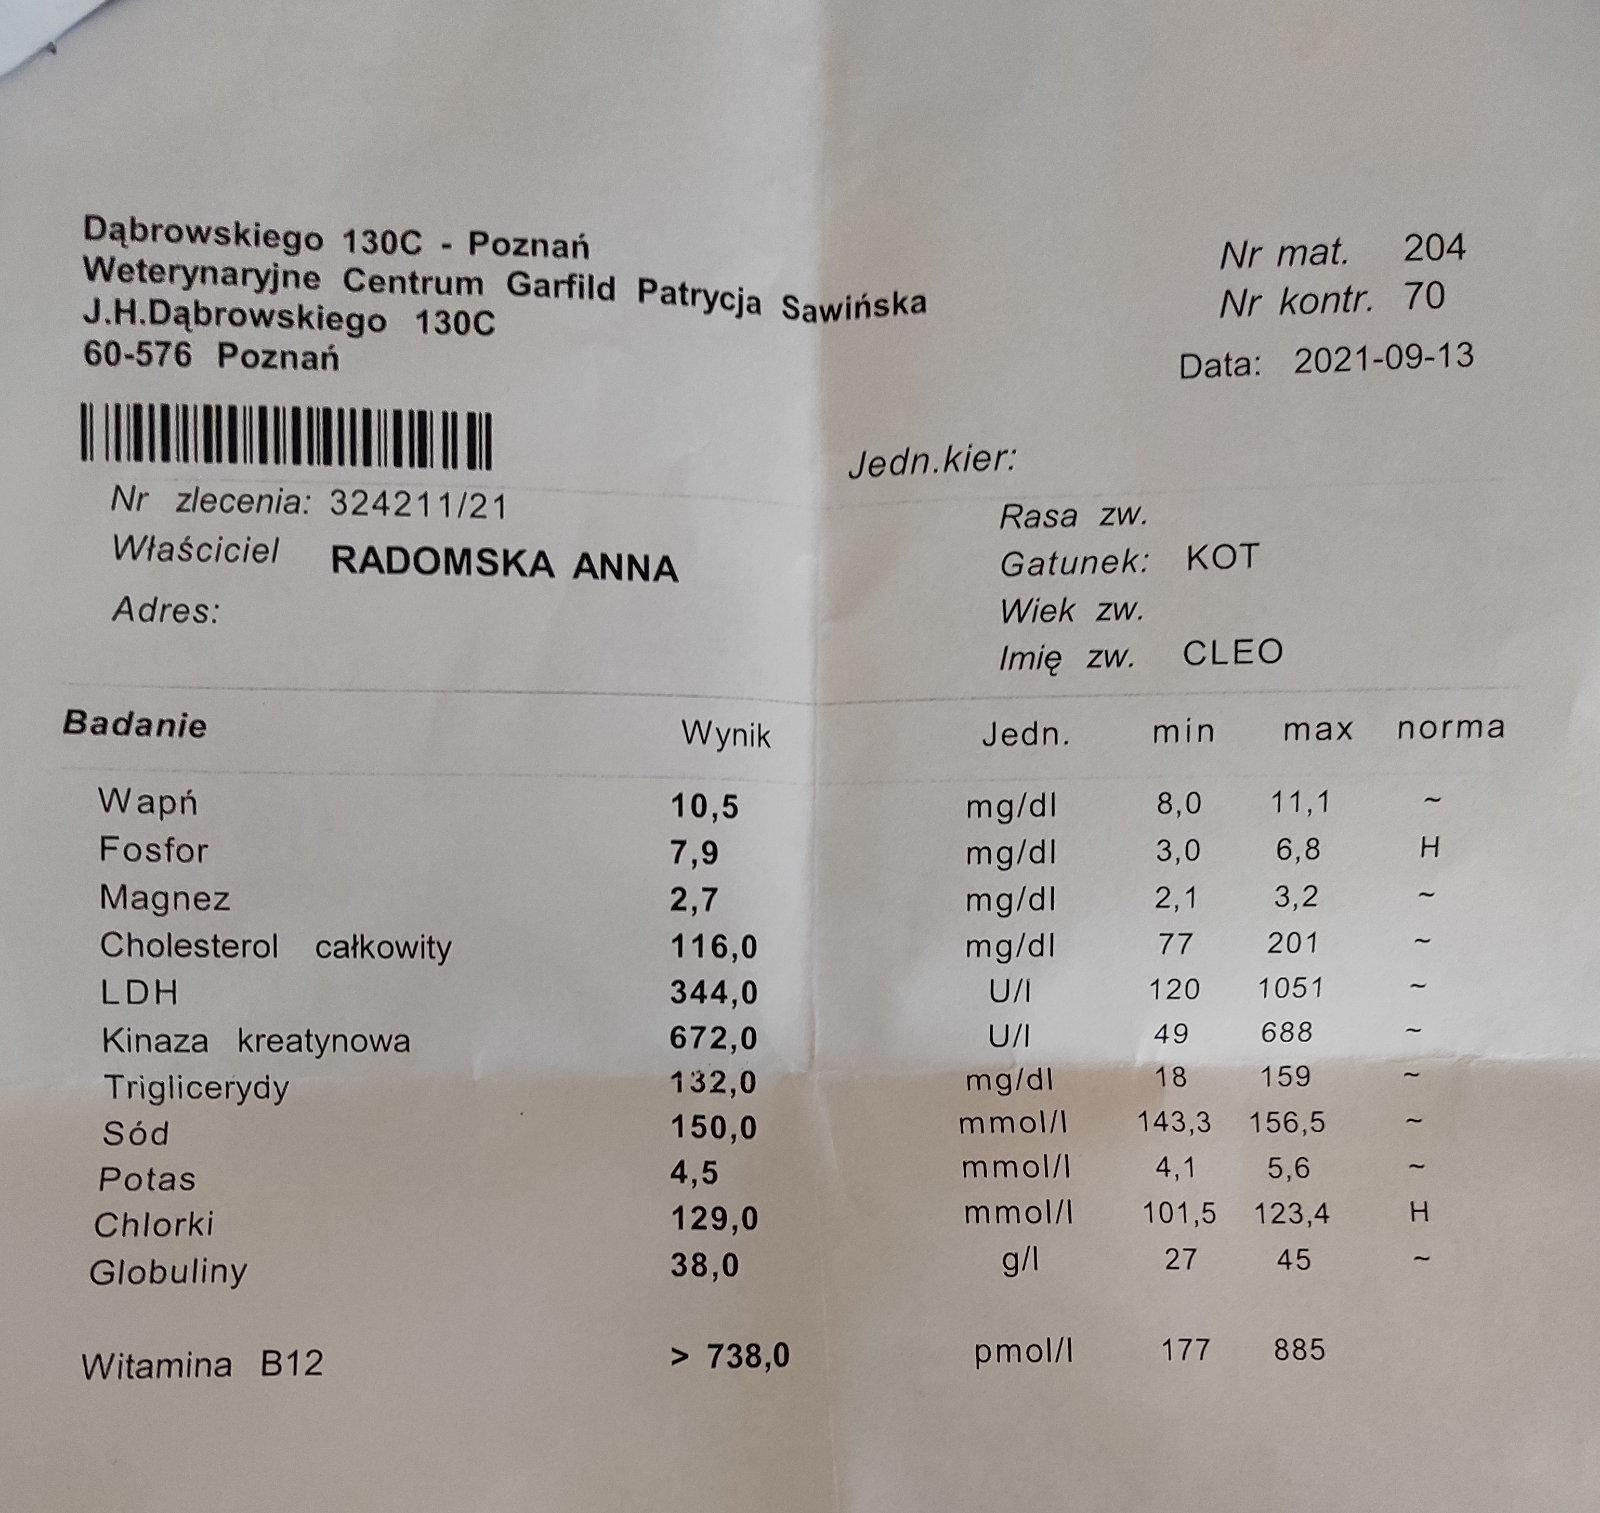 Dąbrowskiego 130C - Poznań
Weterynaryjne Centrum Garfild Patrycja Sawińska
J.H.Dąbrowskiego 130C
60-576 Poznań
Nr mat. 204
Nr kontr. 70
Data: 2021-09-13
Jedn.kier:
Nr zlecenia: 324211/21
Właściciel RADOMSKA ANNA
Adres:
Rasa zw.
Gatunek: KOT
Wiek zw.
Imię zw. CLEO
Badanie Wynik Jedn. min max norma
Wapń 10,5 mg/dl 8,0 11,1 ~
Fosfor 7,9 mg/dl 3,0 6,8 H
Magnez 2,7 mg/dl 2,1 3,2 ~
Cholesterol całkowity 116,0 mg/dl 77 201 ~
LDH 344,0 U/l 120 1051 ~
Kinaza kreatynowa 672,0 U/l 49 688 ~
Triglicerydy 132,0 mg/dl 18 159 ~
Sód 150,0 mmol/l 143,3 156,5 ~
Potas 4,5 mmol/l 4,1 5,6 ~
Chlorki 129,0 mmol/l 101,5 123,4 H
Globuliny 38,0 g/l 27 45 ~
Witamina B12 > 738,0 pmol/l 177 885